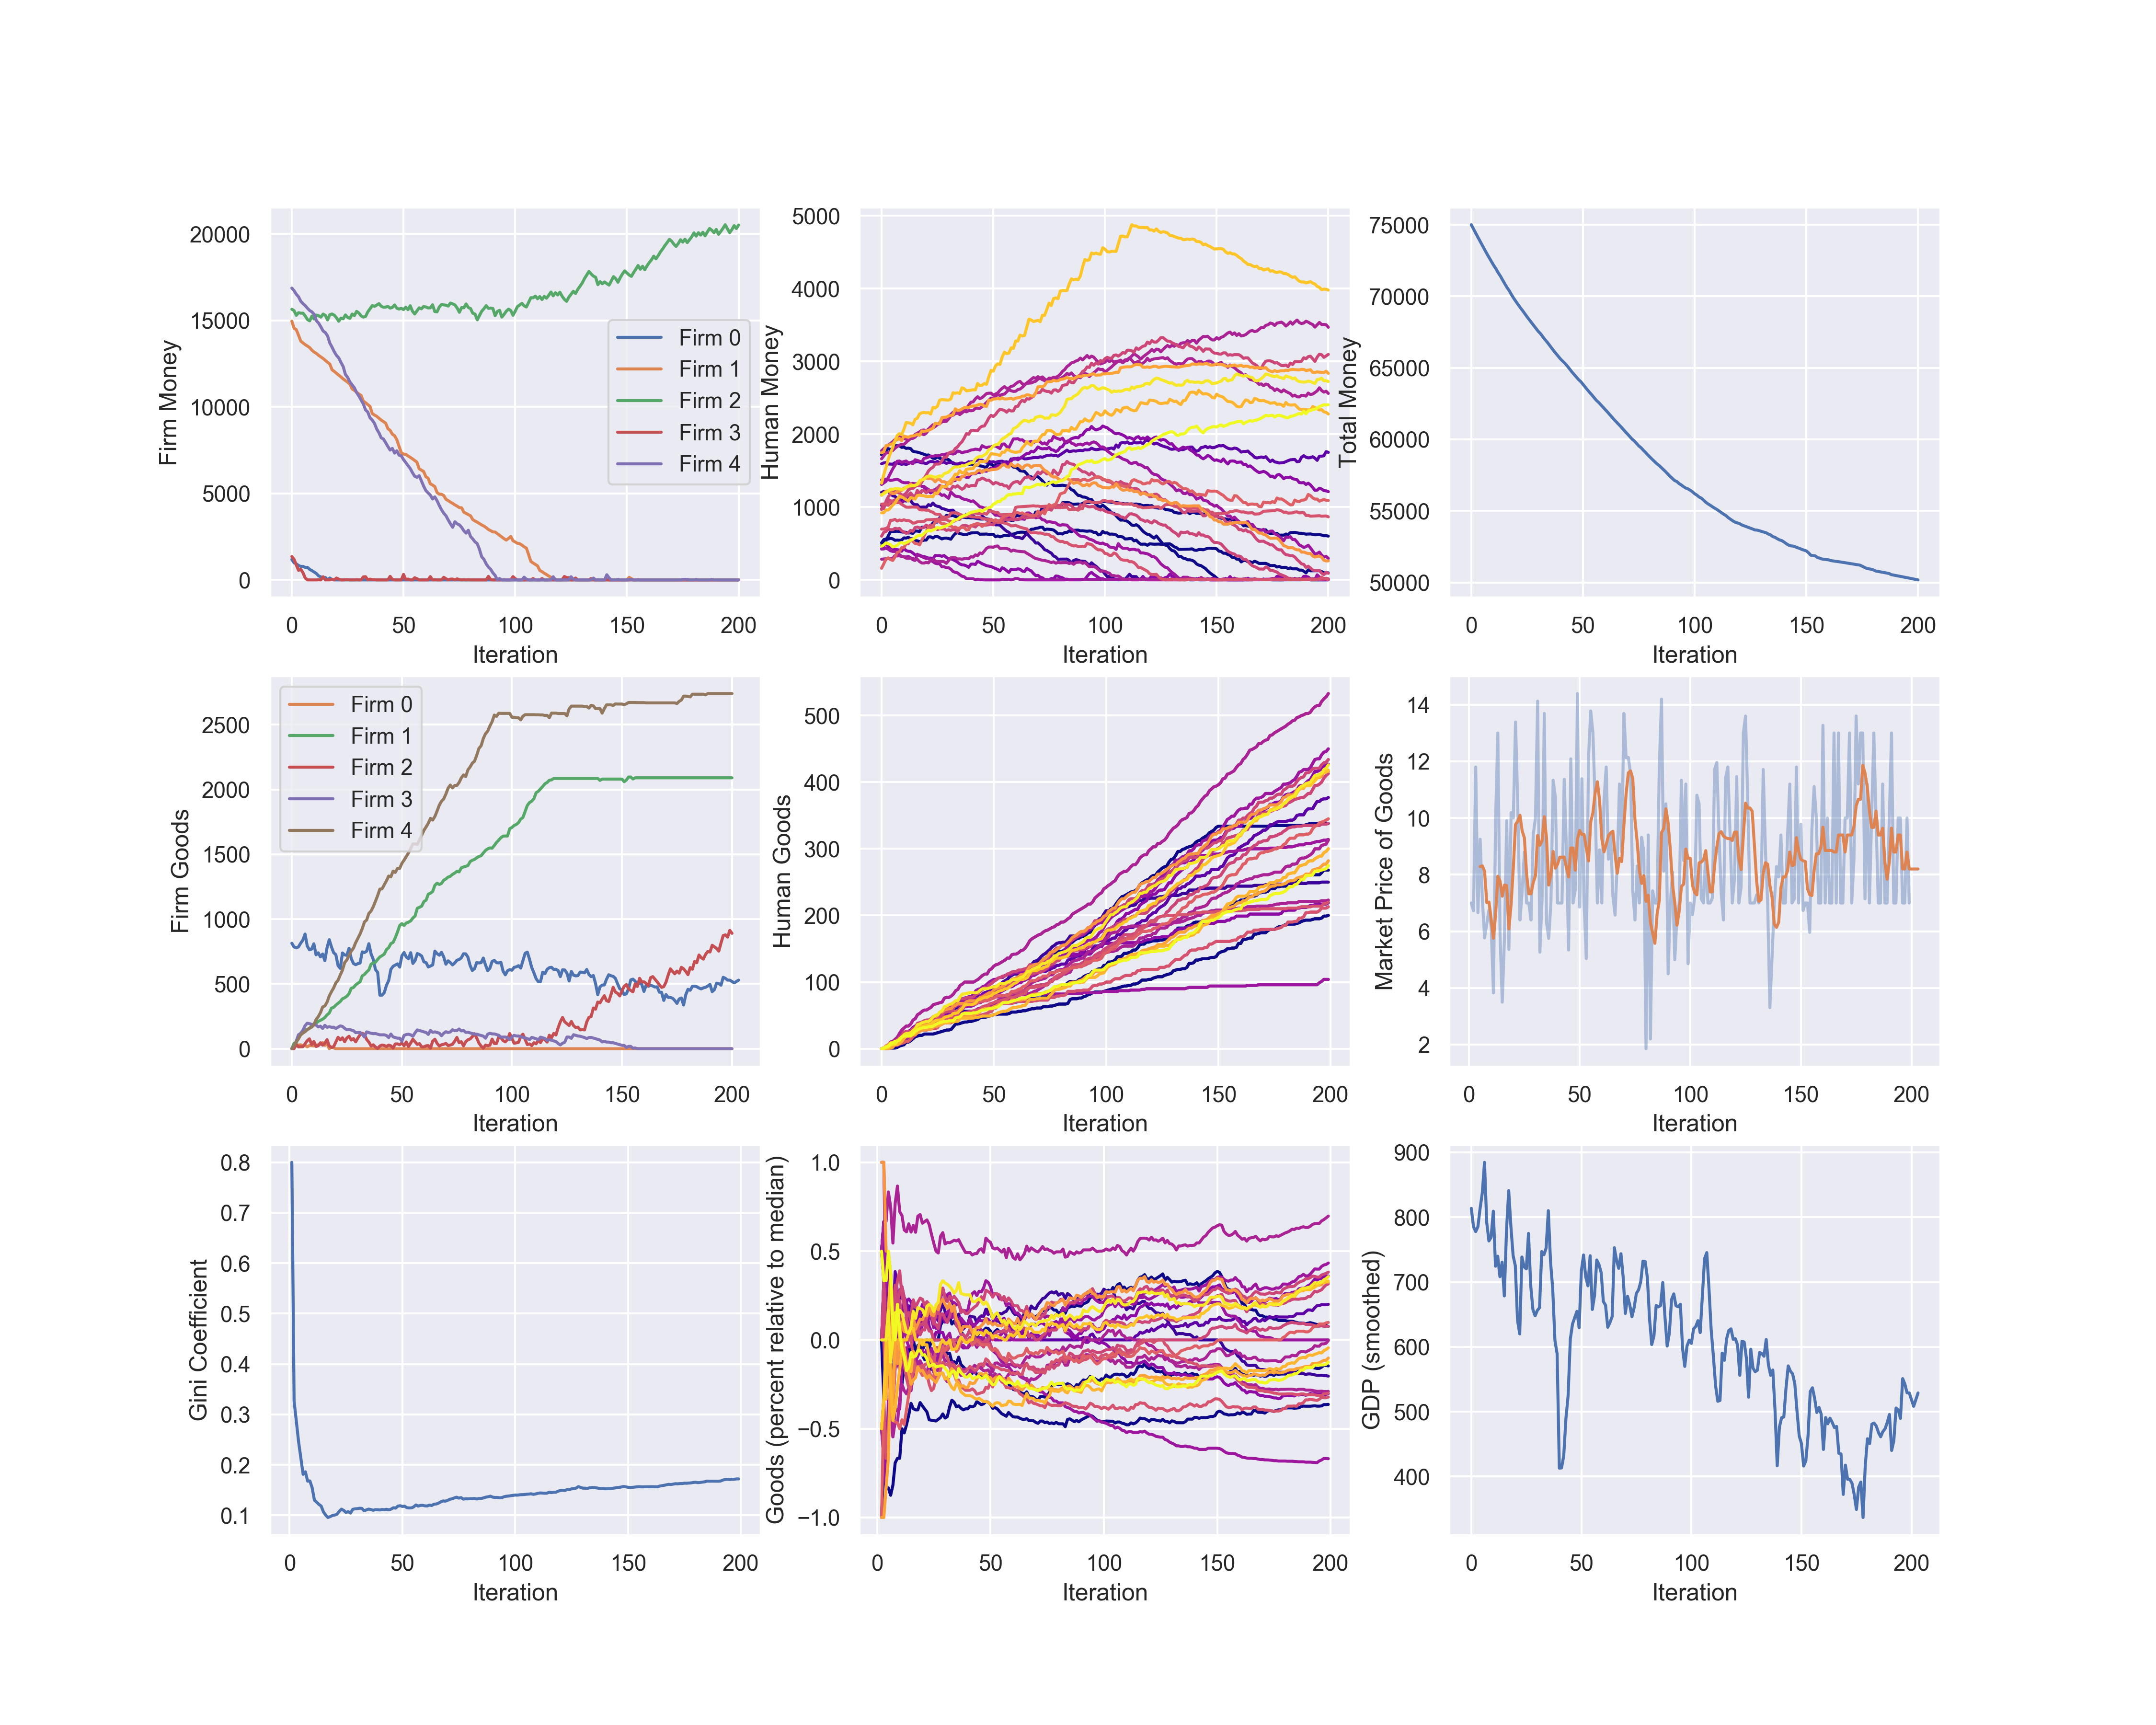 Firm Money
20000
15000
10000
5000
0
Firm 0
Firm 1
Firm 2
Firm 3
Firm 4
0 50 100 150 200
Iteration
Human Money
5000
4000
3000
2000
1000
0
0 50 100 150 200
Iteration
Total Money
75000
70000
65000
60000
55000
50000
0 50 100 150 200
Iteration
Firm Goods
2500
2000
1500
1000
500
0
Firm 0
Firm 1
Firm 2
Firm 3
Firm 4
0 50 100 150 200
Iteration
Human Goods
500
400
300
200
100
0
0 50 100 150 200
Iteration
Market Price of Goods
14
12
10
8
6
4
2
0 50 100 150 200
Iteration
Gini Coefficient
0.8
0.7
0.6
0.5
0.4
0.3
0.2
0.1
0 50 100 150 200
Iteration
Goods (percent relative to median)
1.0
0.5
0.0
−0.5
−1.0
0 50 100 150 200
Iteration
GDP (smoothed)
900
800
700
600
500
400
0 50 100 150 200
Iteration